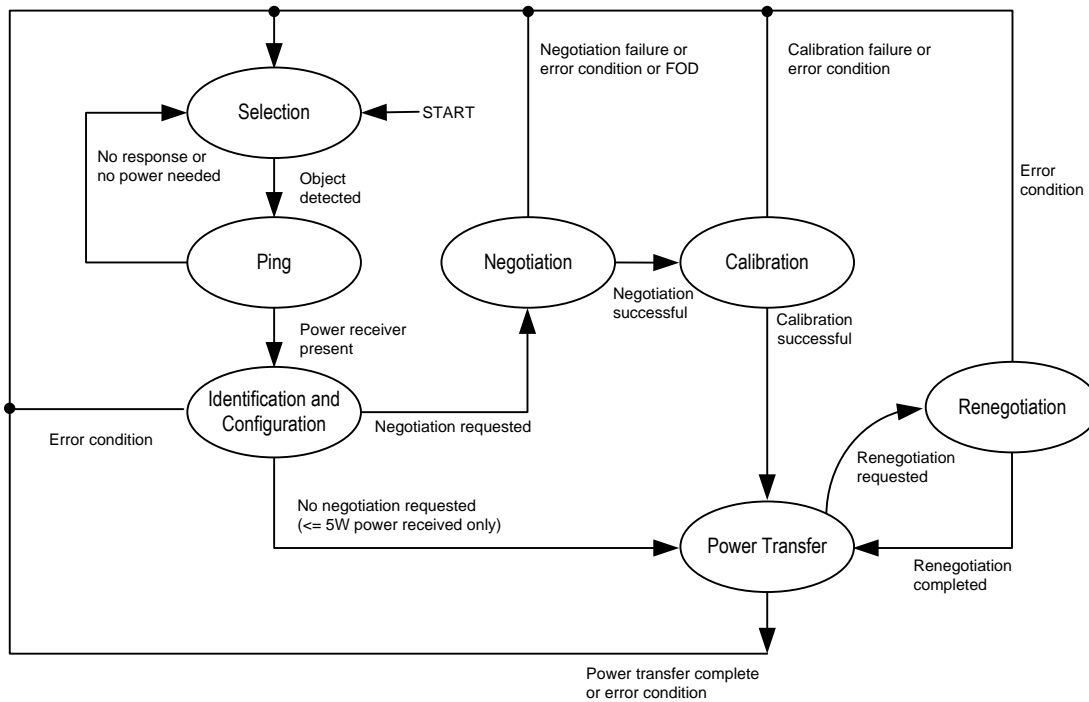 Negotiation failure or
error condition or FOD
Calibration failure or
error condition
Selection
START
No response or
no power needed
Object
detected
Error
condition
Ping
Negotiation
Calibration
Negotiation
successful
Calibration
successful
Power receiver
present
Identification and
Configuration
Error condition
Negotiation requested
Renegotiation
Renegotiation
requested
No negotiation requested
(<= 5W power received only)
Power Transfer
Renegotiation
completed
Power transfer complete
or error condition